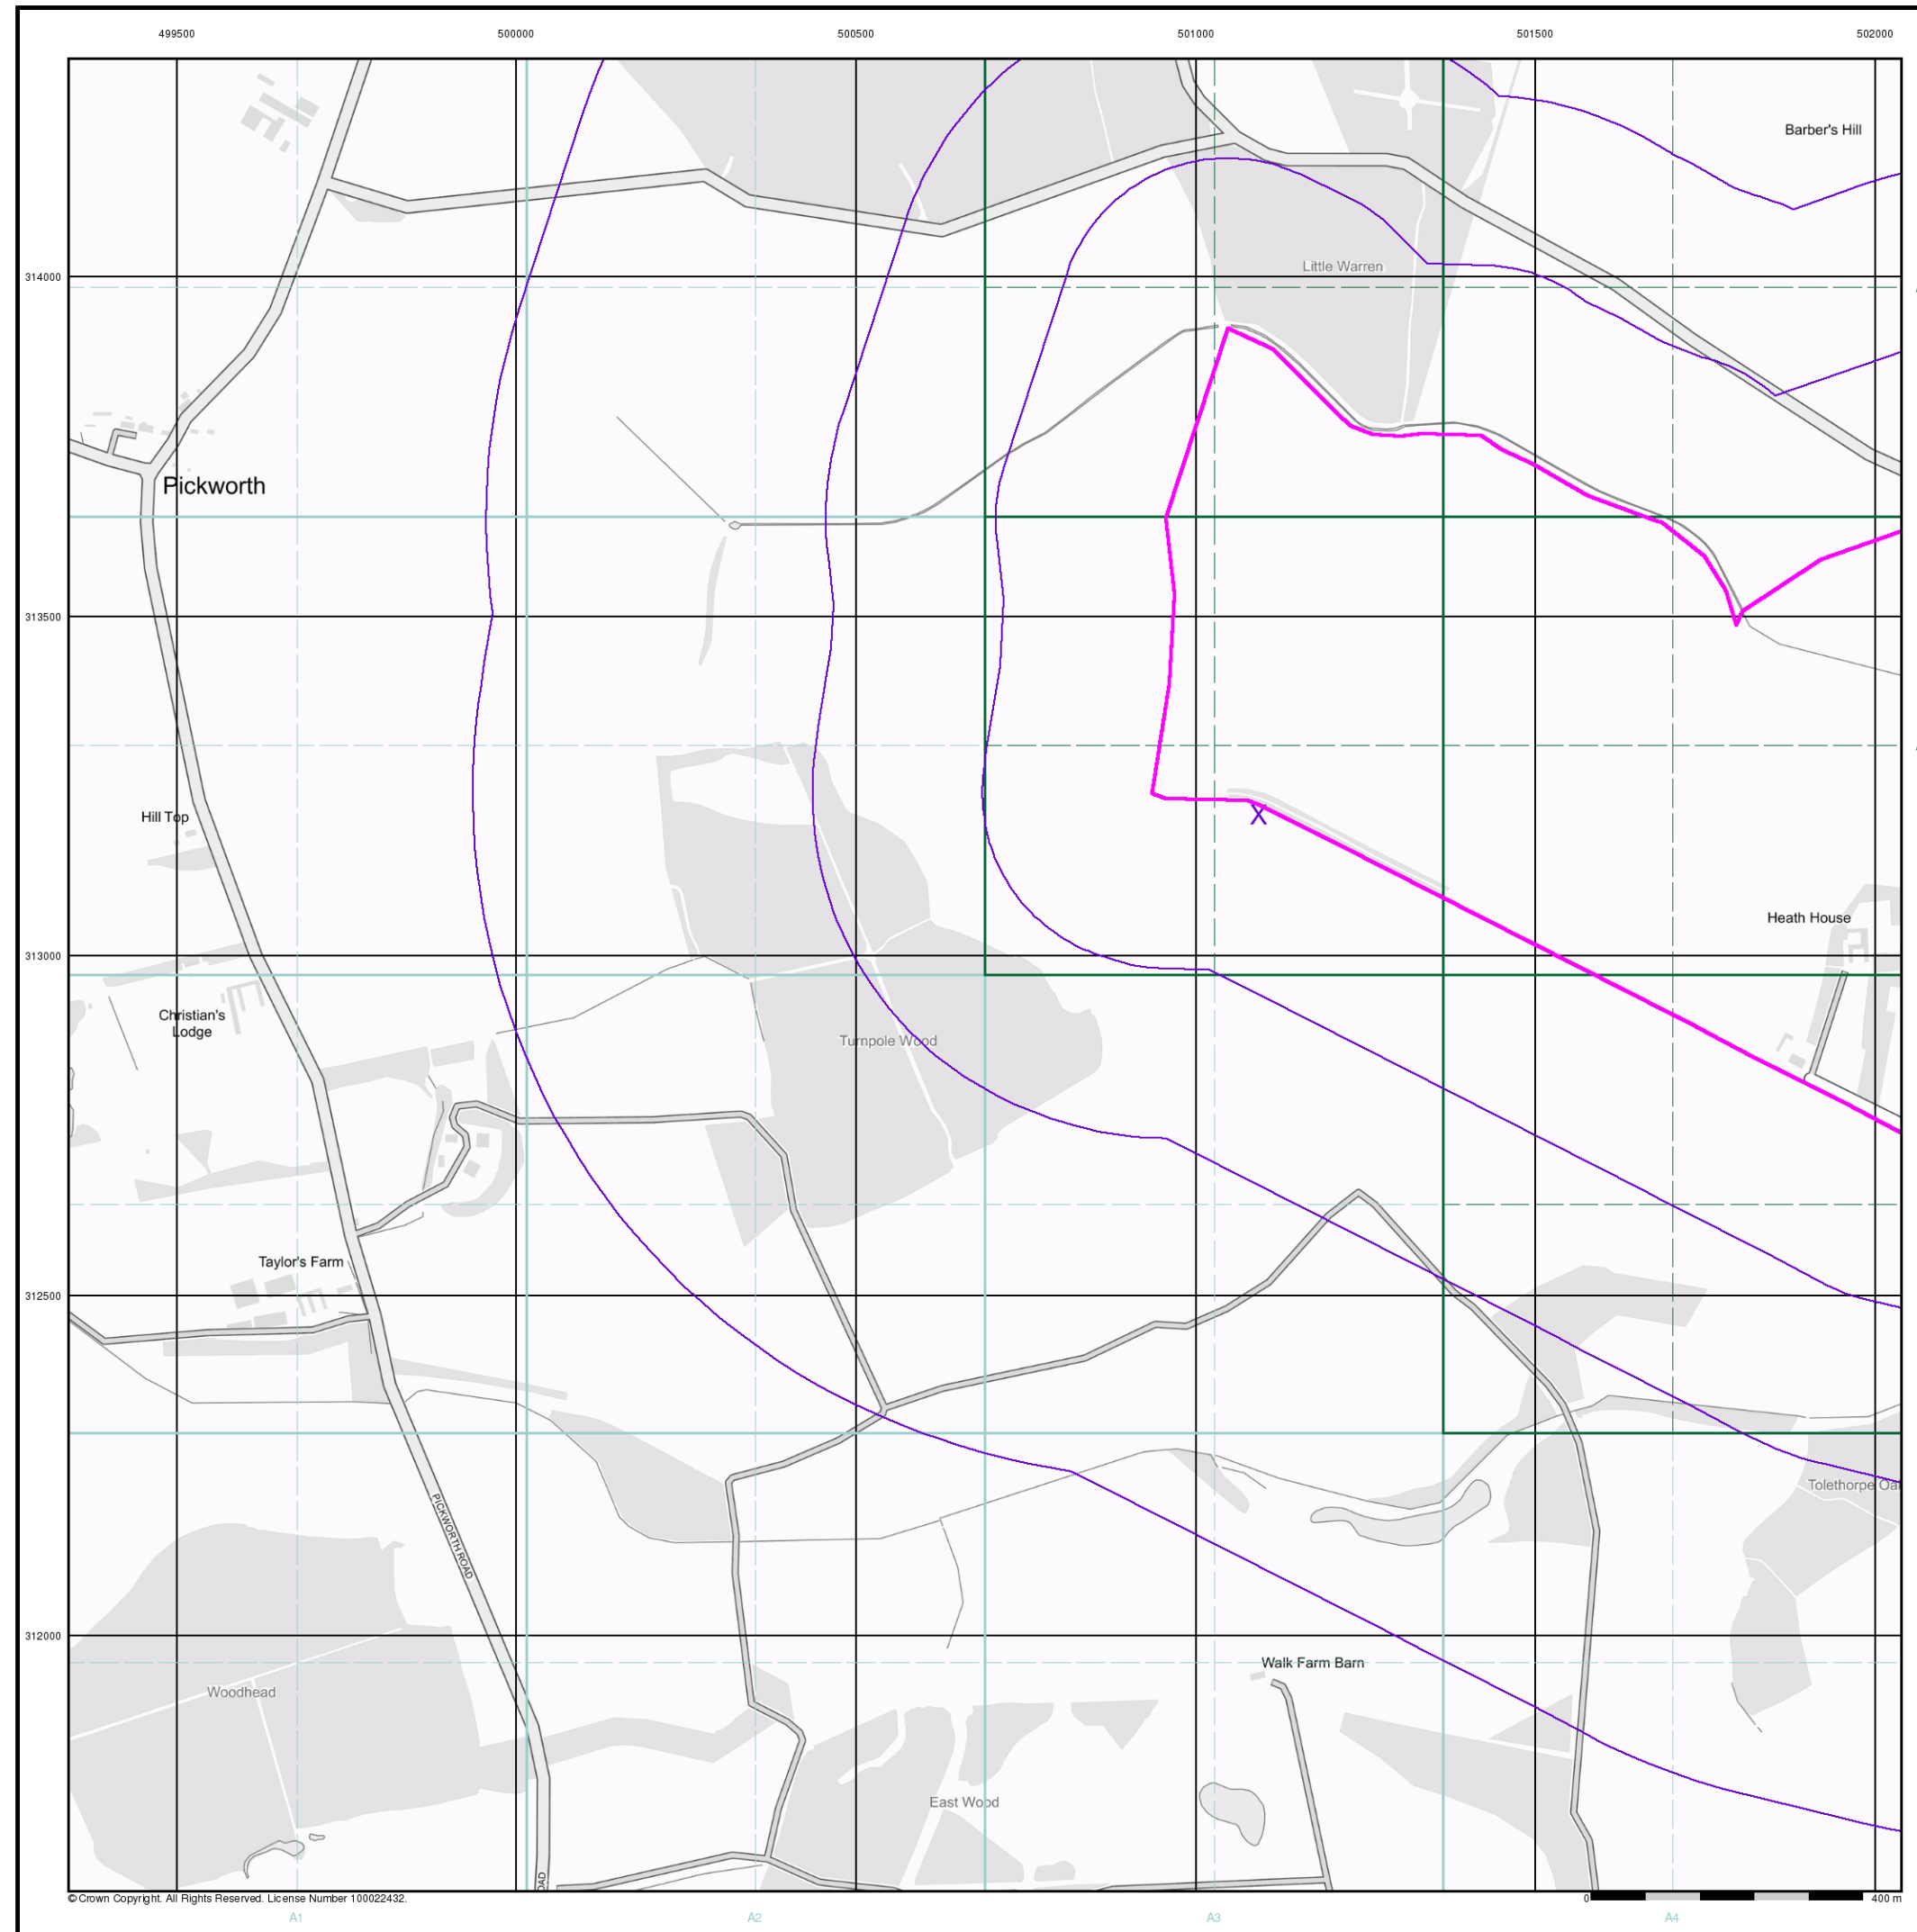 499500 500000 500500 501000 501500 502000
Barber's Hill
Little Warren
314000
Pickworth
313500
Hill Top
X
Heath House
313000
Christian's
Lodge
Turnpole Wood
Taylor's Farm
312500
Tolethorpe Oa
PICKWORTH ROAD
312000
Walk Farm Barn
Woodhead
East Wood
OAD
© Crown Copyright. All Rights Reserved. License Number 100022432.
0 400 m
A1 A2 A3 A4